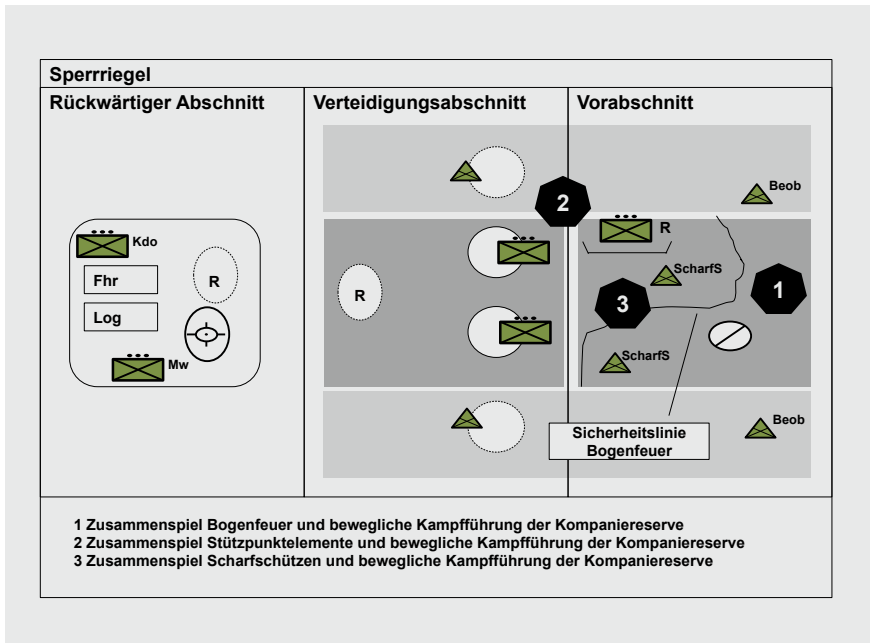 Sperrriegel
Rückwärtiger Abschnitt
Verteidigungsabschnitt
Vorabschnitt
Kdo
Fhr
R
Log
Mw
R
2
Beob
R
ScharfS
1
3
ScharfS
Beob
Sicherheitslinie
Bogenfeuer
1 Zusammenspiel Bogenfeuer und bewegliche Kampfführung der Kompaniereserve
2 Zusammenspiel Stützpunktelemente und bewegliche Kampfführung der Kompaniereserve
3 Zusammenspiel Scharfschützen und bewegliche Kampfführung der Kompaniereserve